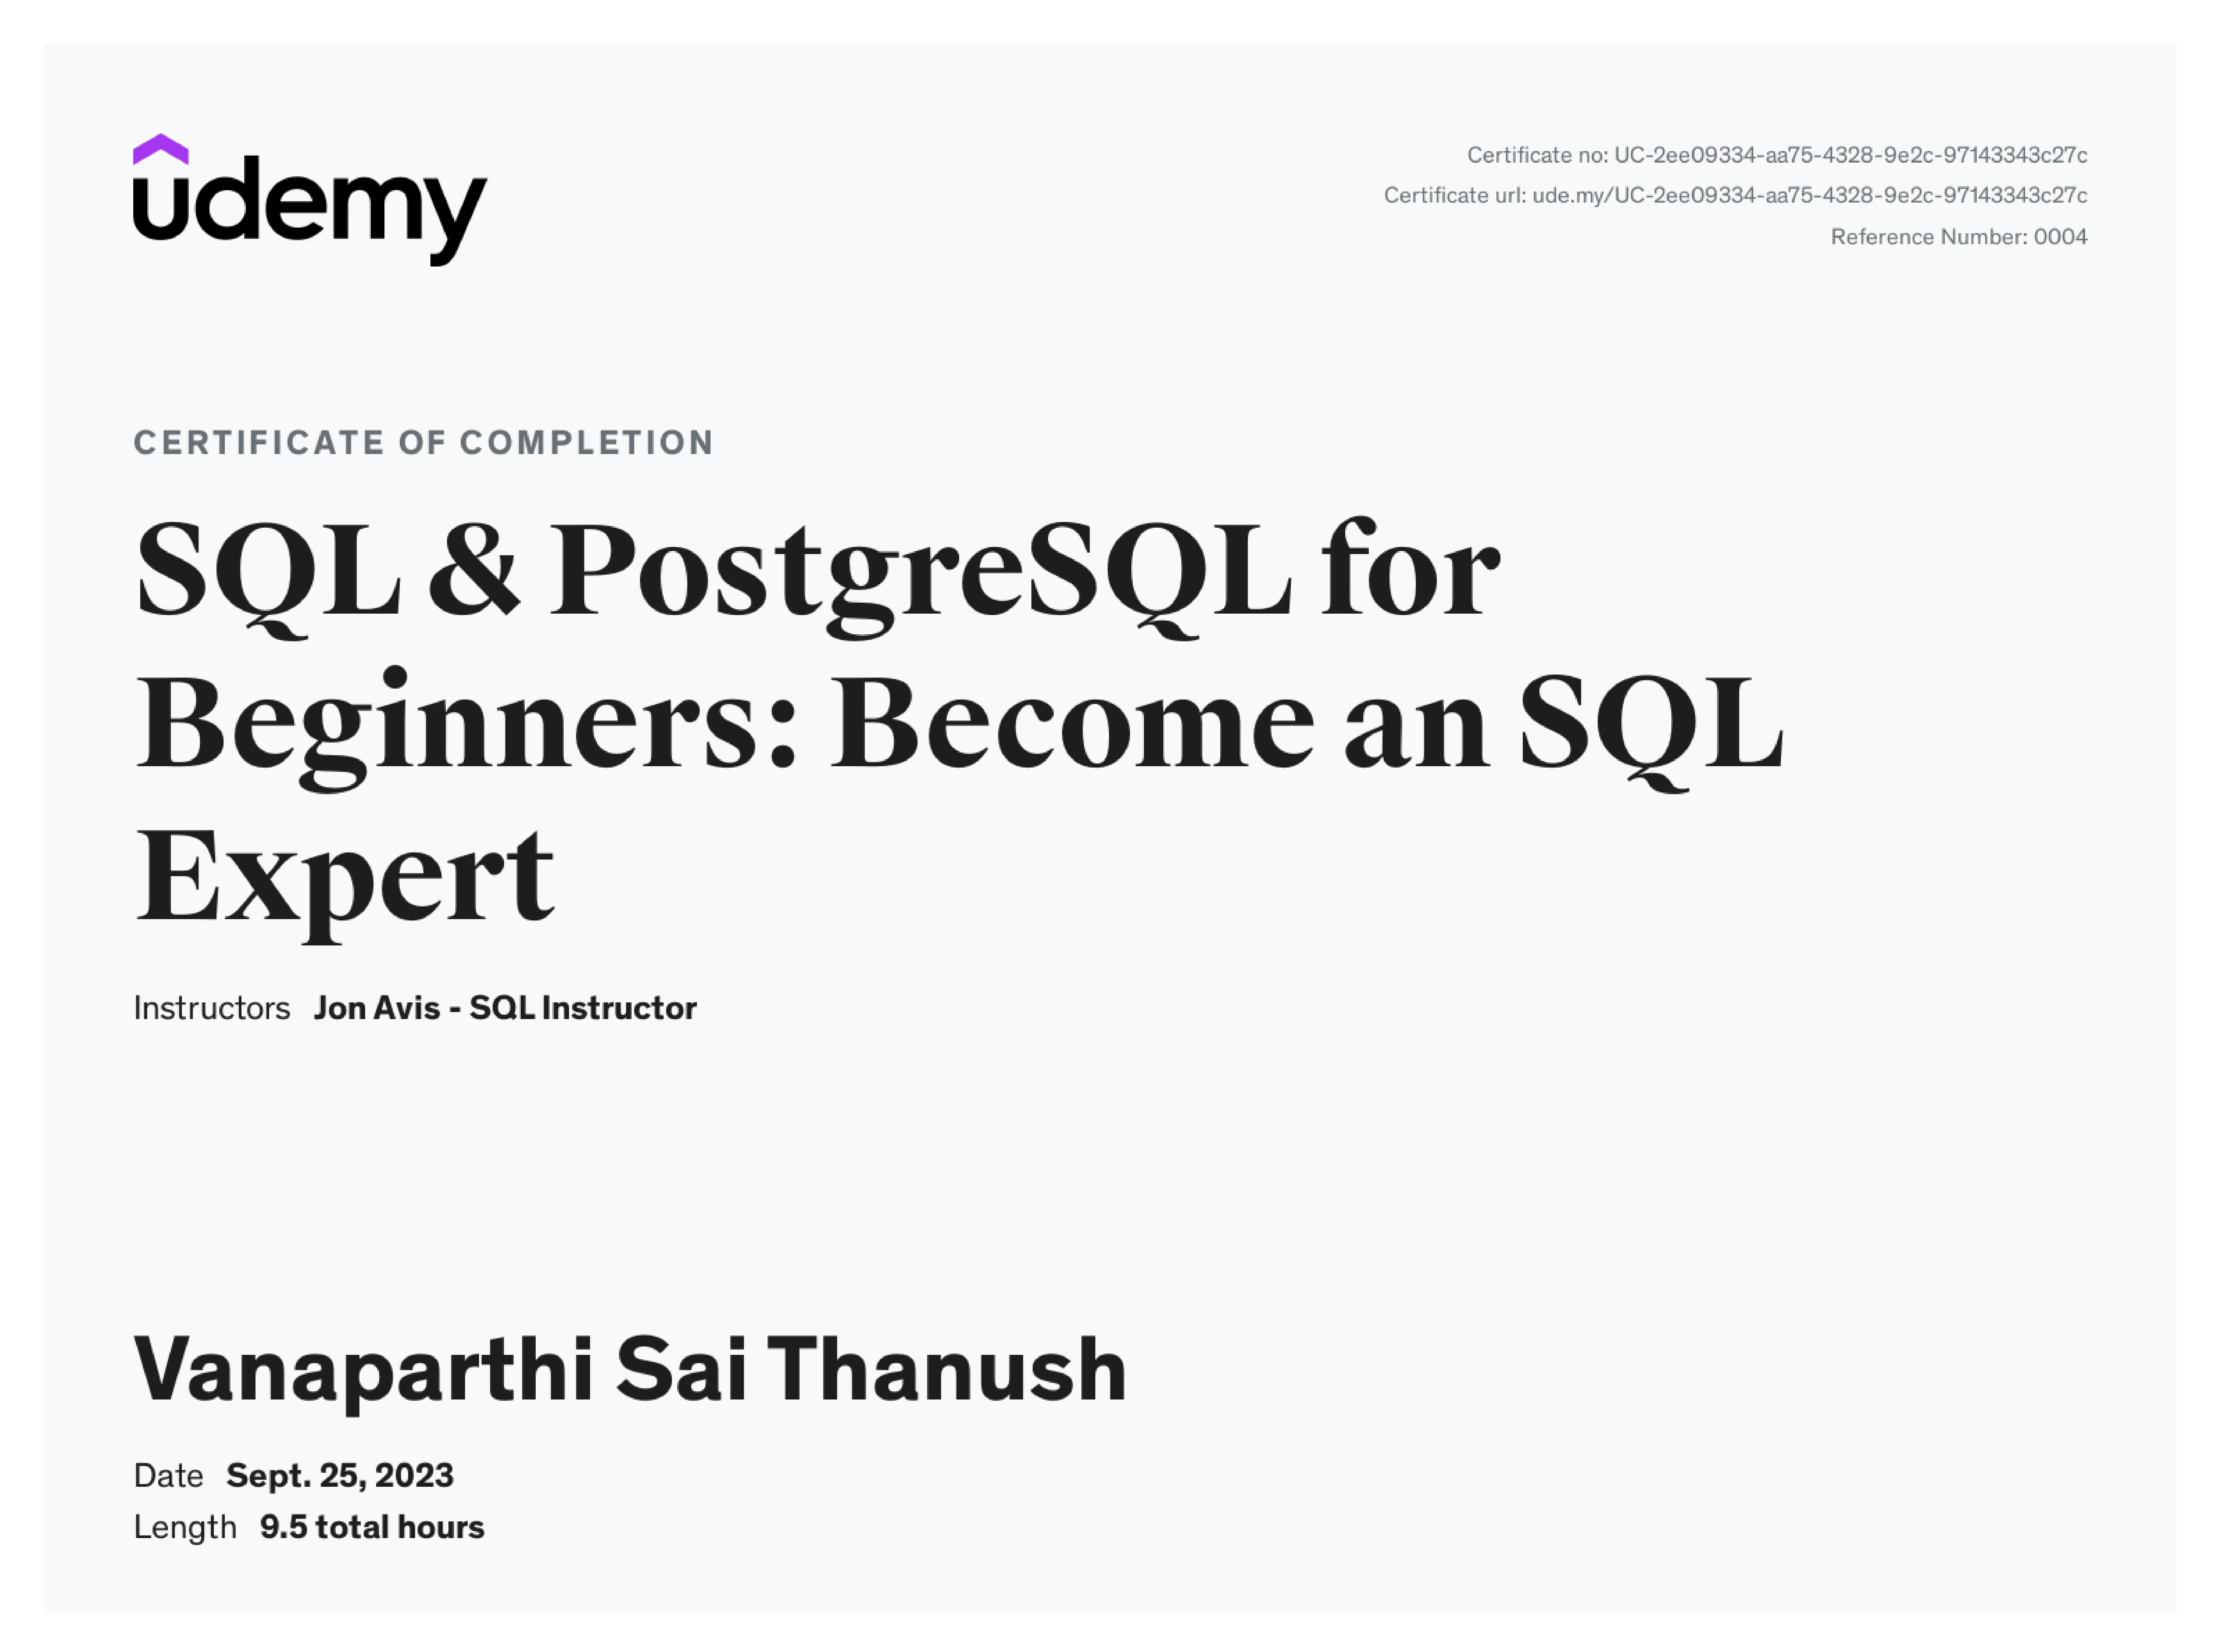 udemy
Certificate no: UC-2ee09334-aa75-4328-9e2c-97143343c27c
Certificate url: ude.my/UC-2ee09334-aa75-4328-9e2c-97143343c27c
Reference Number: 0004
CERTIFICATE OF COMPLETION
SQL & PostgreSQL for
Beginners: Become an SQL
Expert
Instructors Jon Avis - SQL Instructor
Vanaparthi Sai Thanush
Date Sept. 25, 2023
Length 9.5 total hours